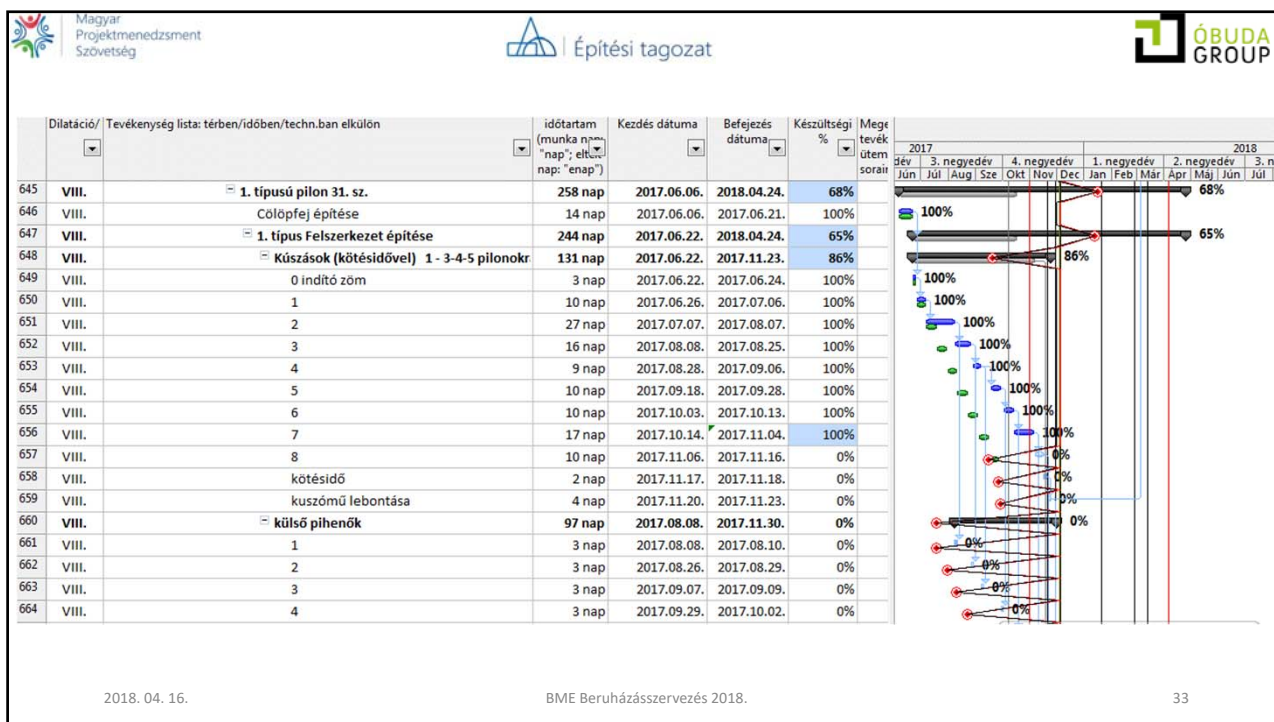 Magyar
Projektmenedzsment
Szövetség
Építési tagozat
ÓBUDA
GROUP
Dilatáció/ Tevékenység lista: térben/időben/techn.ban elkülön időtartam Kezdés dátuma Befejezés Készültségi Mege
(munka nap: dátuma % tevék
"nap"; eltelt ütem
nap: "enap") sorain
2017 2018
dév 3. negyedév 4. negyedév 1. negyedév 2. negyedév 3. n
Jún Júl Aug Sze Okt Nov Dec Jan Feb Már Ápr Máj Jún Júl
645 VIII. 1. típusú pilon 31. sz. 258 nap 2017.06.06. 2018.04.24. 68% 68%
646 VIII. Cölöpfej építése 14 nap 2017.06.06. 2017.06.21. 100% 100%
647 VIII. 1. típus Felszerkezet építése 244 nap 2017.06.22. 2018.04.24. 65% 65%
648 VIII. Kúszások (kötésidővel) 1 - 3-4-5 pilonokr 131 nap 2017.06.22. 2017.11.23. 86% 86%
649 VIII. 0 indító zöm 3 nap 2017.06.22. 2017.06.24. 100% 100%
650 VIII. 1 10 nap 2017.06.26. 2017.07.06. 100% 100%
651 VIII. 2 27 nap 2017.07.07. 2017.08.07. 100% 100%
652 VIII. 3 16 nap 2017.08.08. 2017.08.25. 100% 100%
653 VIII. 4 9 nap 2017.08.28. 2017.09.06. 100% 100%
654 VIII. 5 10 nap 2017.09.18. 2017.09.28. 100% 100%
655 VIII. 6 10 nap 2017.10.03. 2017.10.13. 100% 100%
656 VIII. 7 17 nap 2017.10.14. 2017.11.04. 100% 100%
657 VIII. 8 10 nap 2017.11.06. 2017.11.16. 0% 0%
658 VIII. kötésidő 2 nap 2017.11.17. 2017.11.18. 0% 0%
659 VIII. kuszómű lebontása 4 nap 2017.11.20. 2017.11.23. 0% 0%
660 VIII. külső pihenők 97 nap 2017.08.08. 2017.11.30. 0% 0%
661 VIII. 1 3 nap 2017.08.08. 2017.08.10. 0% 0%
662 VIII. 2 3 nap 2017.08.26. 2017.08.29. 0% 0%
663 VIII. 3 3 nap 2017.09.07. 2017.09.09. 0% 0%
664 VIII. 4 3 nap 2017.09.29. 2017.10.02. 0% 0%
2018. 04. 16. BME Beruházásszervezés 2018. 33